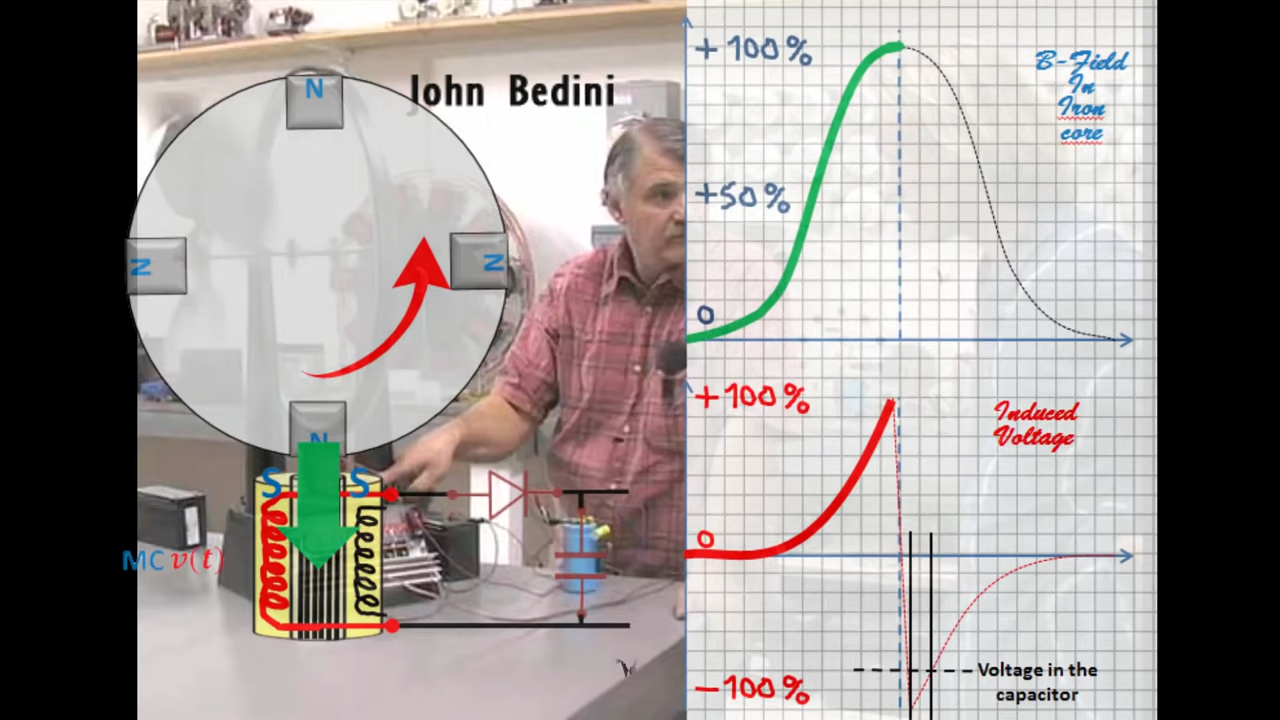 John Bedini
N
N
N
N
S S
MC v(t)
+100%
+50%
0
B-Field
In
Iron
core
+100%
0
-100%
Induced
Voltage
Voltage in the
capacitor